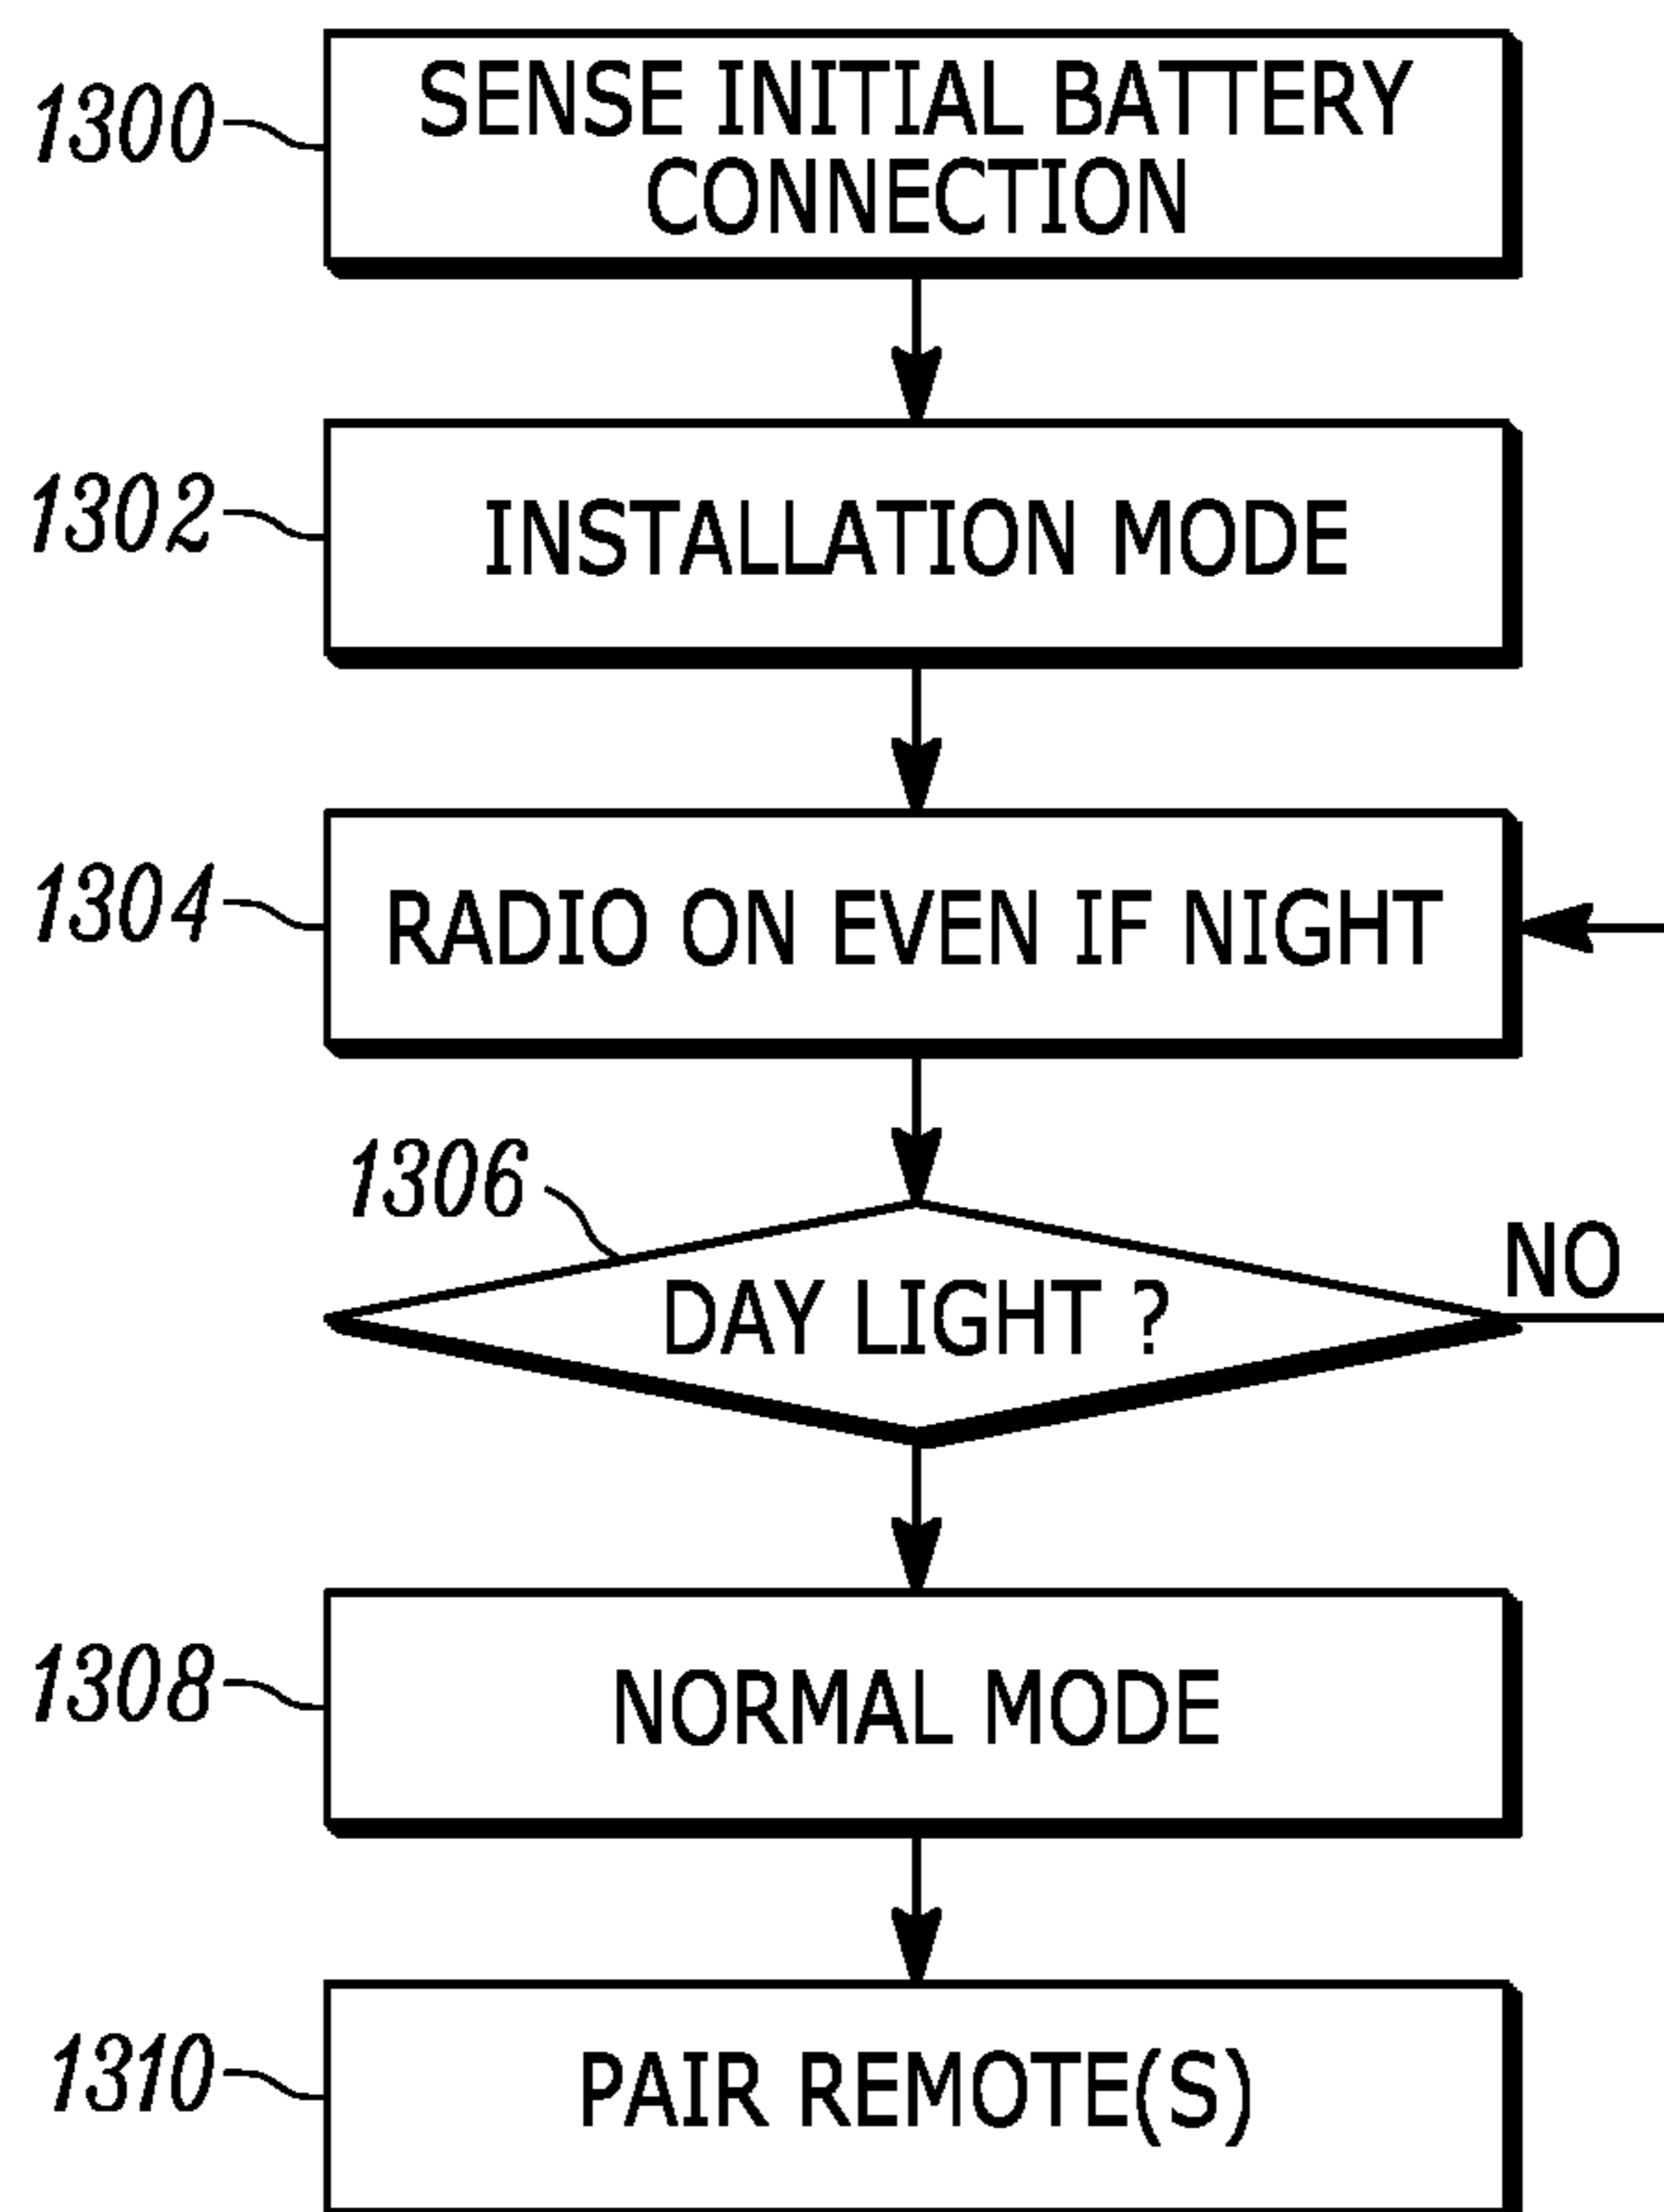 1300
SENSE INITIAL BATTERY
CONNECTION
1302
INSTALLATION MODE
1304
RADIO ON EVEN IF NIGHT
1306
DAY LIGHT ?
NO
1308
NORMAL MODE
1310
PAIR REMOTE(S)